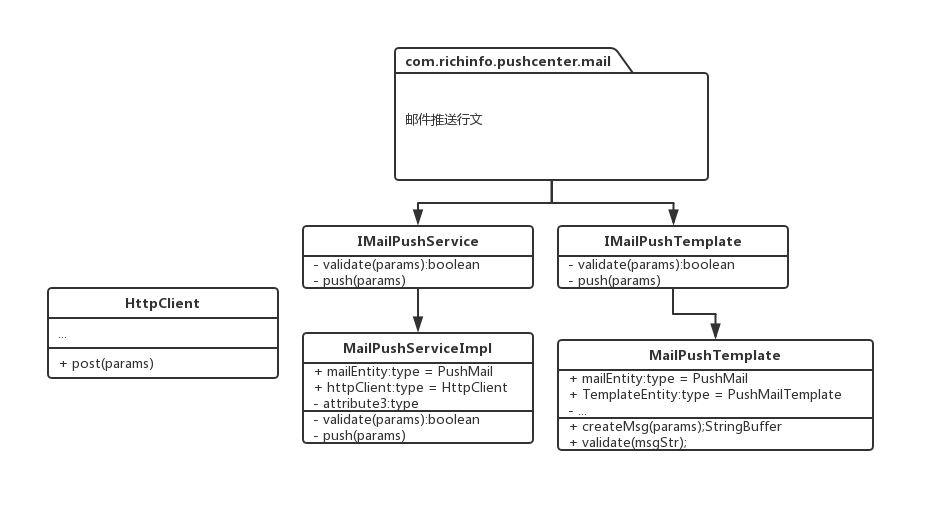 com.richinfo.pushcenter.mail
邮件推送行文
IMailPushService
- validate(params):boolean
- push(params)
IMailPushTemplate
- validate(params):boolean
- push(params)
HttpClient
...
+ post(params)
MailPushServiceImpl
+ mailEntity:type = PushMail
+ httpClient:type = HttpClient
- attribute3:type
- validate(params):boolean
- push(params)
MailPushTemplate
+ mailEntity:type = PushMail
+ TemplateEntity:type = PushMailTemplate
- ...
+ createMsg(params);StringBuffer
+ validate(msgStr);